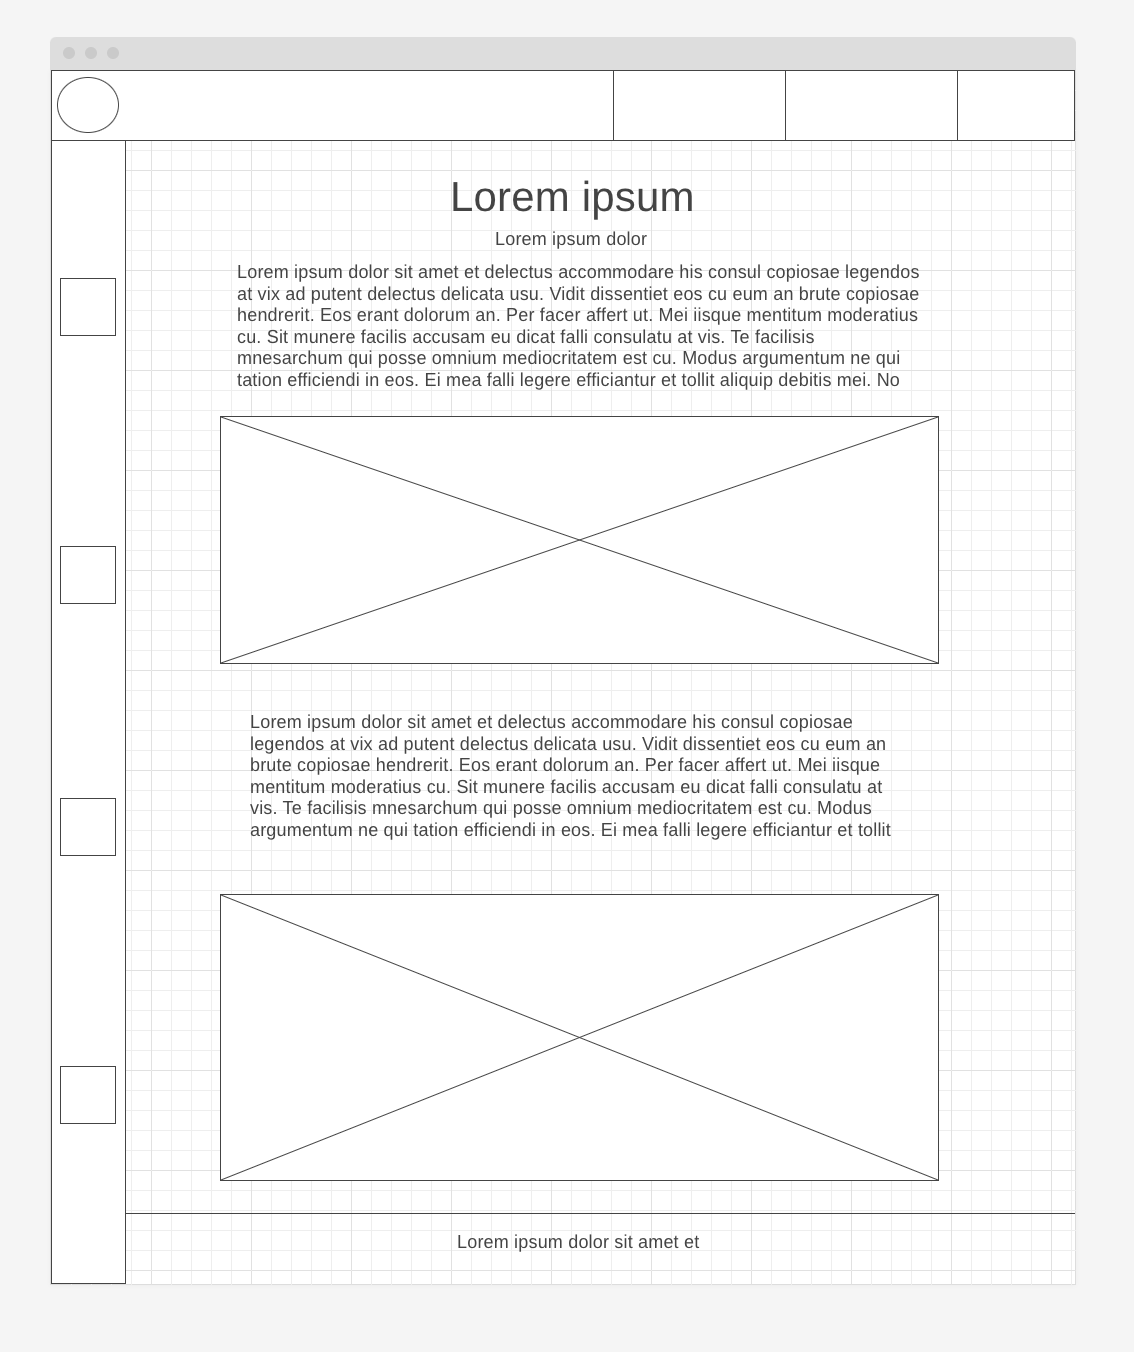 Lorem ipsum
Lorem ipsum dolor
Lorem ipsum dolor sit amet et delectus accommodare his consul copiosae legendos
at vix ad putent delectus delicata usu. Vidit dissentiet eos cu eum an brute copiosae
hendrerit. Eos erant dolorum an. Per facer affert ut. Mei iisque mentitum moderatius
cu. Sit munere facilis accusam eu dicat falli consulatu at vis. Te facilisis
mnesarchum qui posse omnium mediocritatem est cu. Modus argumentum ne qui
tation efficiendi in eos. Ei mea falli legere efficiantur et tollit aliquip debitis mei. No
Lorem ipsum dolor sit amet et delectus accommodare his consul copiosae
legendos at vix ad putent delectus delicata usu. Vidit dissentiet eos cu eum an
brute copiosae hendrerit. Eos erant dolorum an. Per facer affert ut. Mei iisque
mentitum moderatius cu. Sit munere facilis accusam eu dicat falli consulatu at
vis. Te facilisis mnesarchum qui posse omnium mediocritatem est cu. Modus
argumentum ne qui tation efficiendi in eos. Ei mea falli legere efficiantur et tollit
Lorem ipsum dolor sit amet et